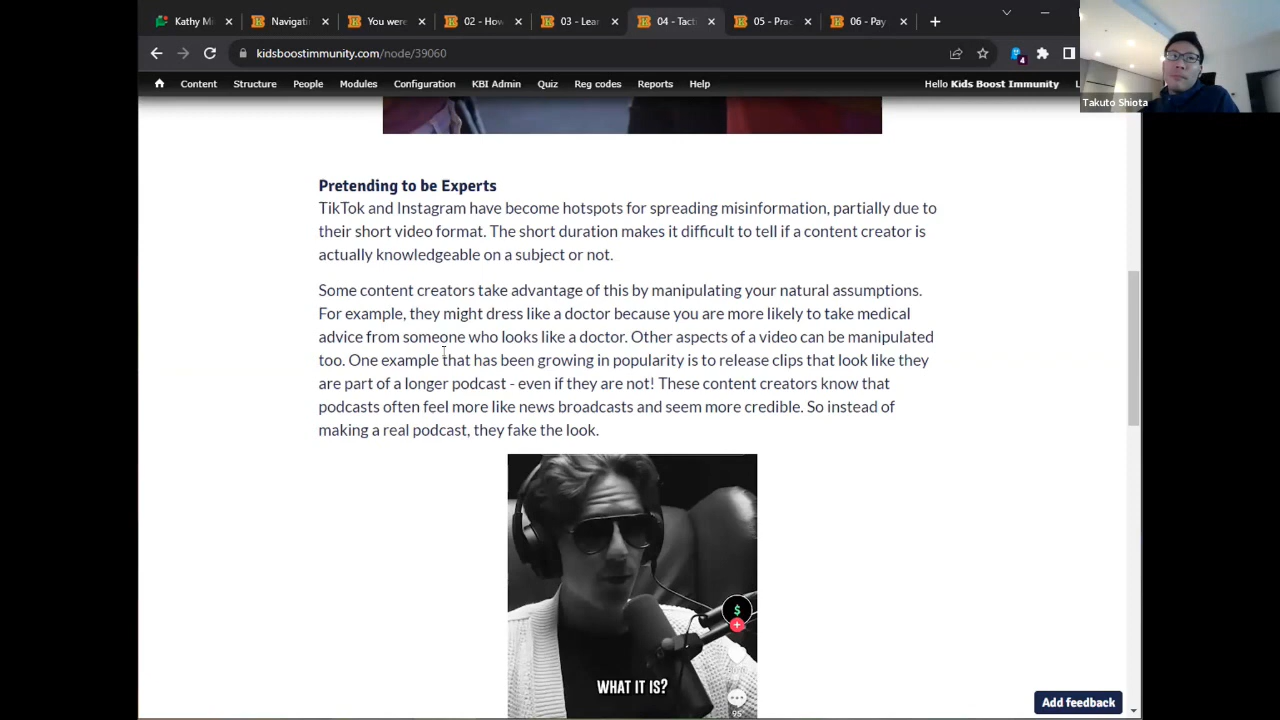 Kathy Mi
Navigatin
You were
02 - How
03 - Lear
04 - Tacti
05 - Prac
06 - Pay
kidsboostimmunity.com/node/39060
4
Content Structure People Modules Configuration KBI Admin Quiz Reg codes Reports Help Hello Kids Boost Immunity
Takuto Shiota
Pretending to be Experts
TikTok and Instagram have become hotspots for spreading misinformation, partially due to
their short video format. The short duration makes it difficult to tell if a content creator is
actually knowledgeable on a subject or not.
Some content creators take advantage of this by manipulating your natural assumptions.
For example, they might dress like a doctor because you are more likely to take medical
advice from someone who looks like a doctor. Other aspects of a video can be manipulated
too. One example that has been growing in popularity is to release clips that look like they
are part of a longer podcast - even if they are not! These content creators know that
podcasts often feel more like news broadcasts and seem more credible. So instead of
making a real podcast, they fake the look.
$
WHAT IT IS?
Add feedback